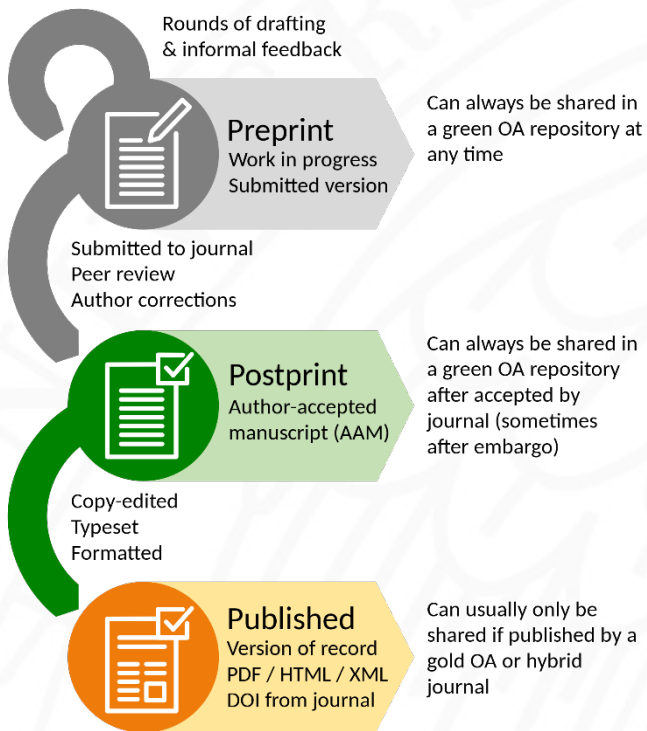 Rounds of drafting
& informal feedback
Preprint
Work in progress
Submitted version
Can always be shared in
a green OA repository at
any time
Submitted to journal
Peer review
Author corrections
Postprint
Author-accepted
manuscript (AAM)
Can always be shared in
a green OA repository
after accepted by
journal (sometimes
after embargo)
Copy-edited
Typeset
Formatted
Published
Version of record
PDF / HTML / XML
DOI from journal
Can usually only be
shared if published by a
gold OA or hybrid
journal